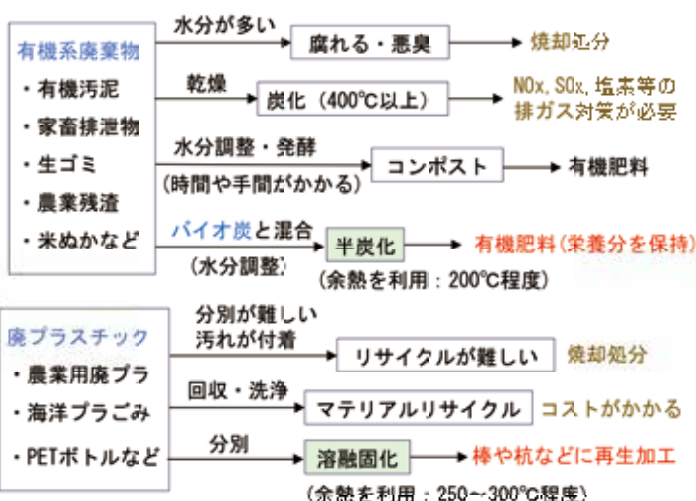 有機系廃棄物
・有機汚泥
・家畜排泄物
・生ゴミ
・農業残渣
・米ぬかなど
水分が多い
腐れる・悪臭
焼却処分
乾燥
炭化（400℃以上）
NOx, SOx, 塩素等の
排ガス対策が必要
水分調整・発酵
(時間や手間がかかる)
コンポスト
有機肥料
バイオ炭と混合
(水分調整)
半炭化
有機肥料(栄養分を保持)
(余熱を利用：200℃程度)
廃プラスチック
・農業用廃プラ
・海洋プラごみ
・PETボトルなど
分別が難しい
汚れが付着
リサイクルが難しい
焼却処分
回収・洗浄
マテリアルリサイクル
コストがかかる
分別
溶融固化
棒や杭などに再生加工
(余熱を利用：250～300℃程度)